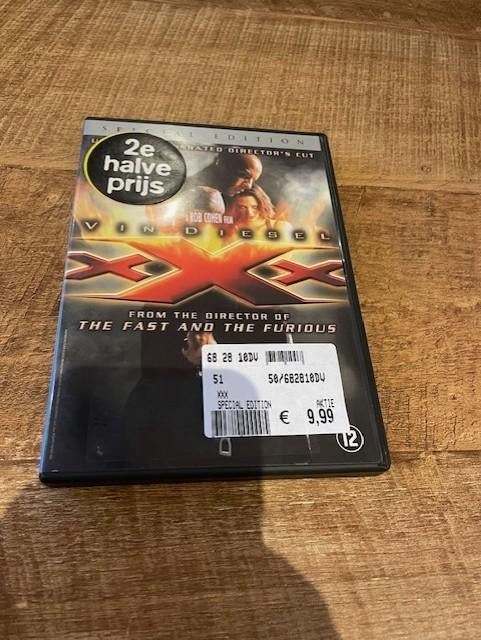 SPECIAL EDITION
2e
halve
prijs
DIRECTOR'S CUT
A ROB COHEN FILM
VIN DIESEL
xXx
FROM THE DIRECTOR OF
THE FAST AND THE FURIOUS
68 28 10DV
51 50/682810DV
XXX
SPECIAL EDITION AKTIE
€ 9,99
12